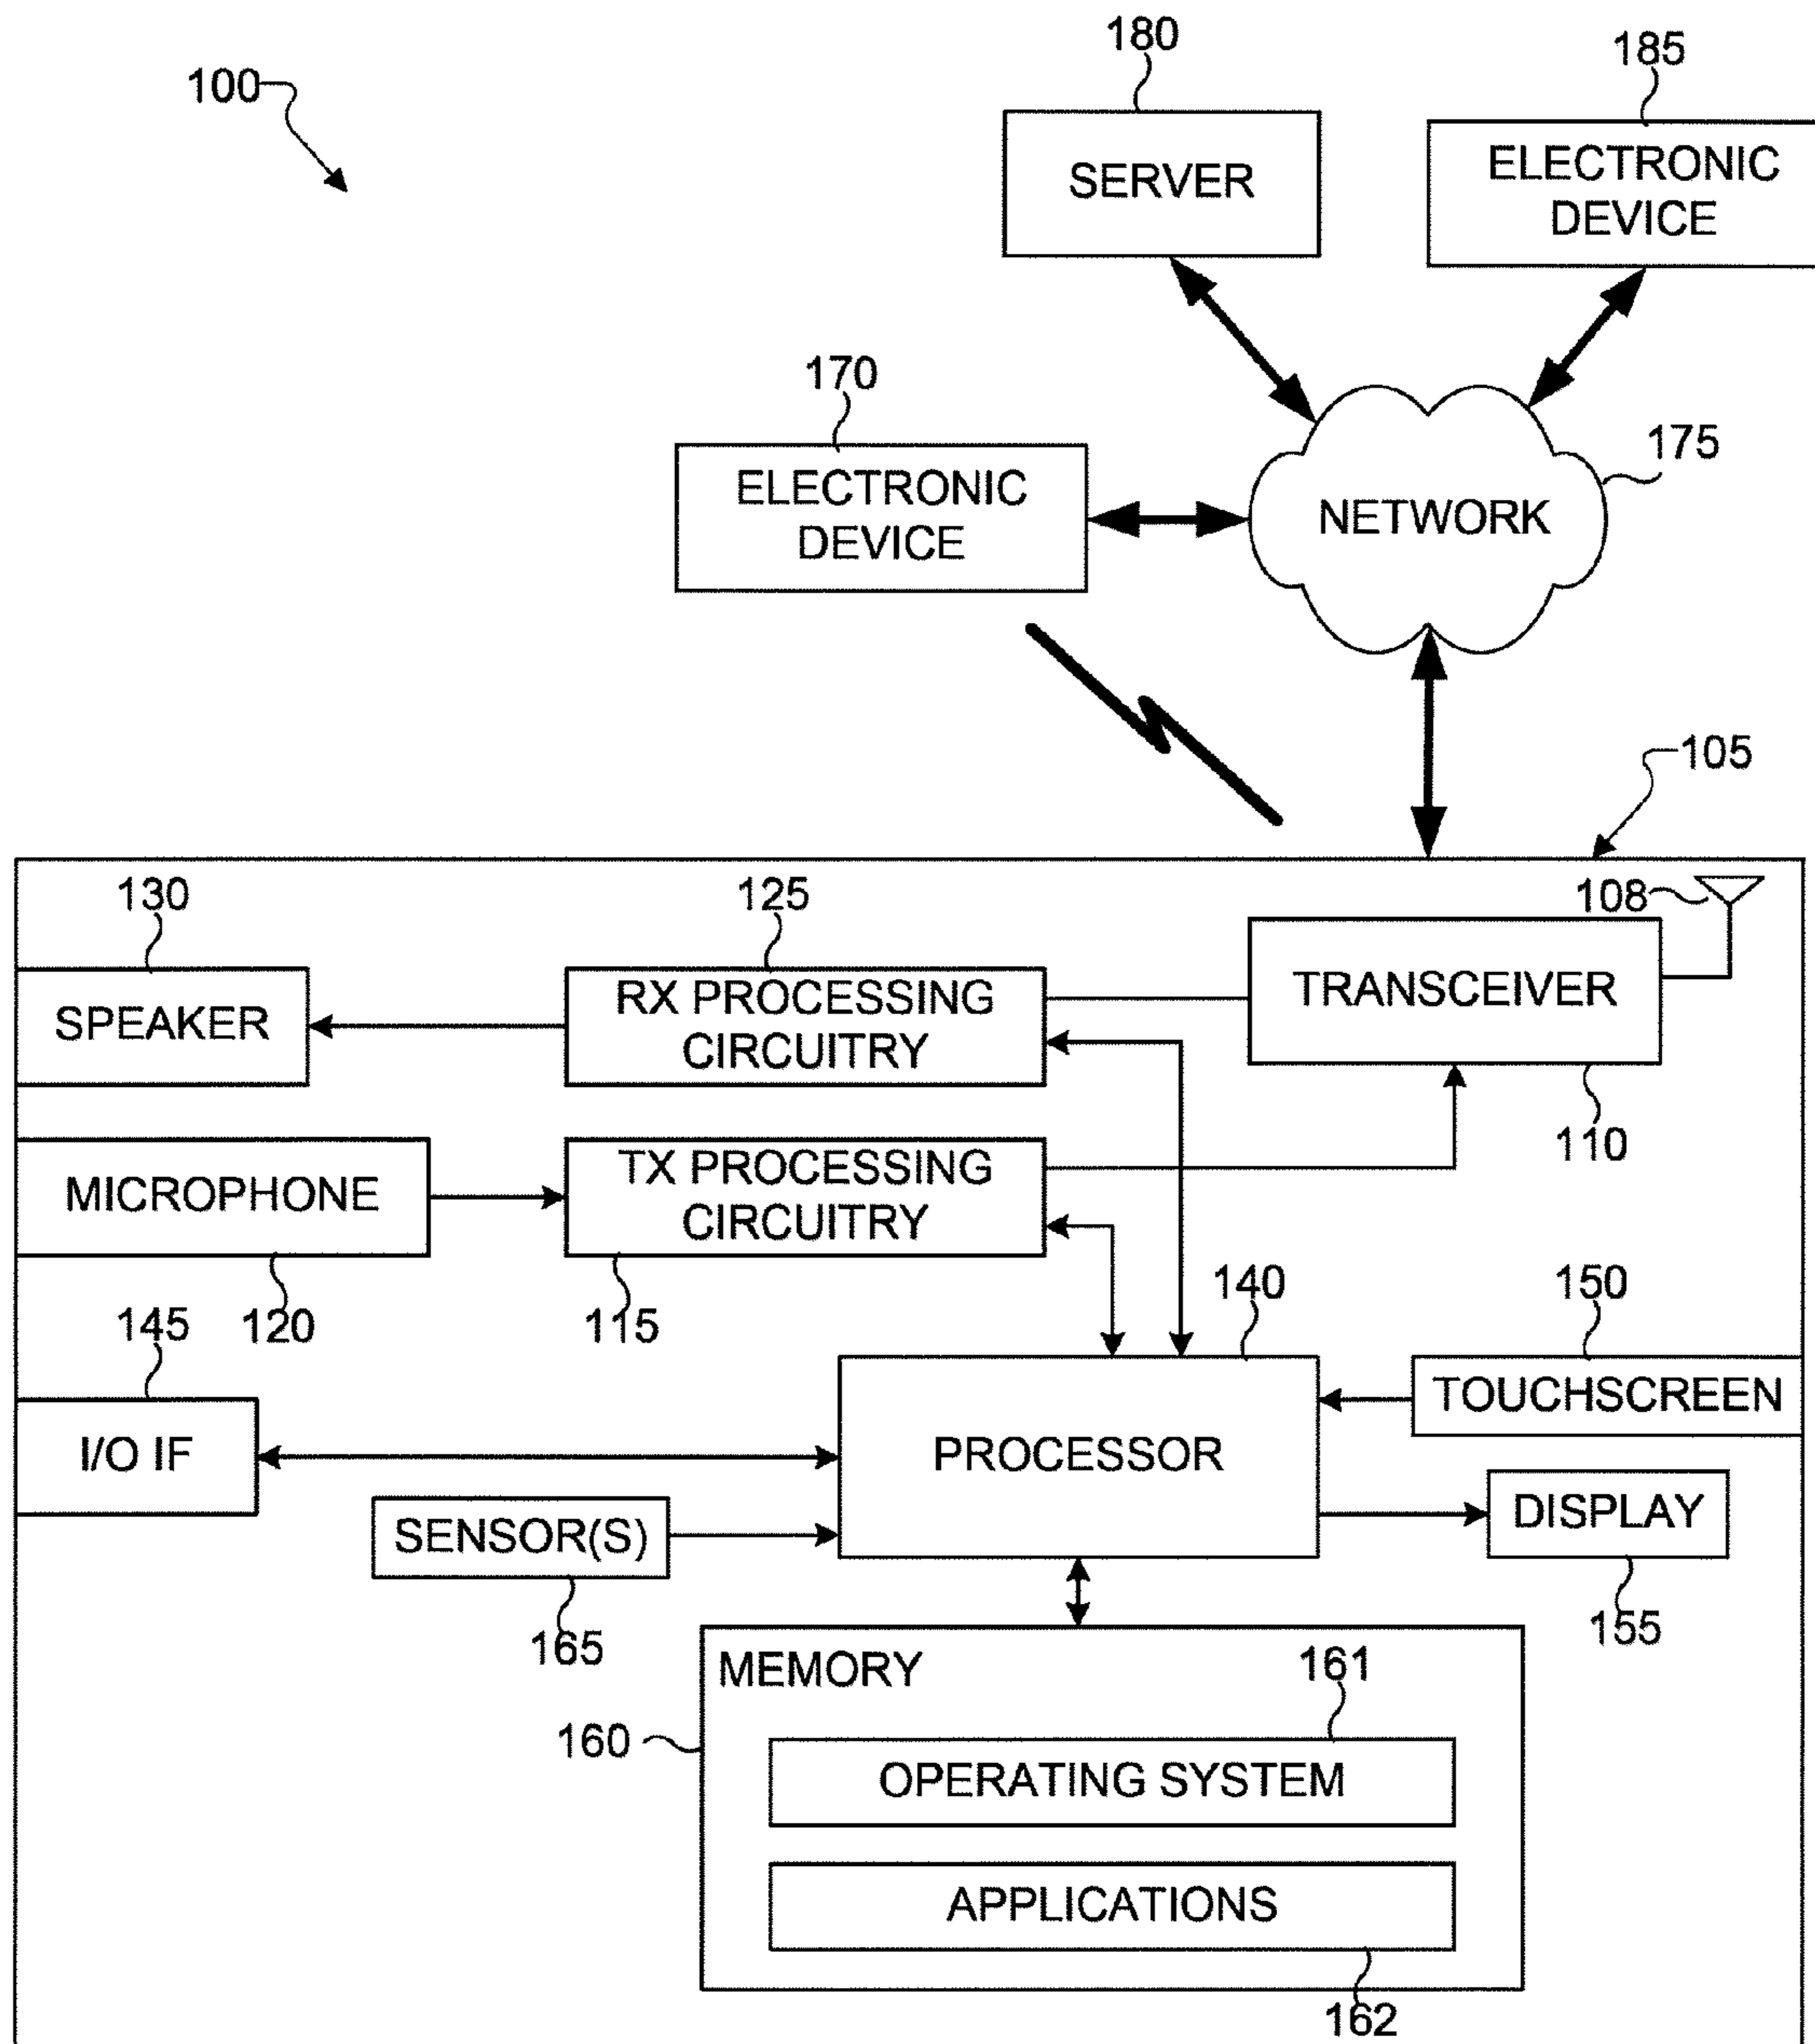 180
185
100
SERVER
ELECTRONIC
DEVICE
170
175
ELECTRONIC
DEVICE
NETWORK
105
130
125
108
SPEAKER
RX PROCESSING
CIRCUITRY
TRANSCEIVER
110
MICROPHONE
TX PROCESSING
CIRCUITRY
145
120
115
140
150
I/O IF
PROCESSOR
TOUCHSCREEN
SENSOR(S)
DISPLAY
165
155
MEMORY
161
160
OPERATING SYSTEM
APPLICATIONS
162